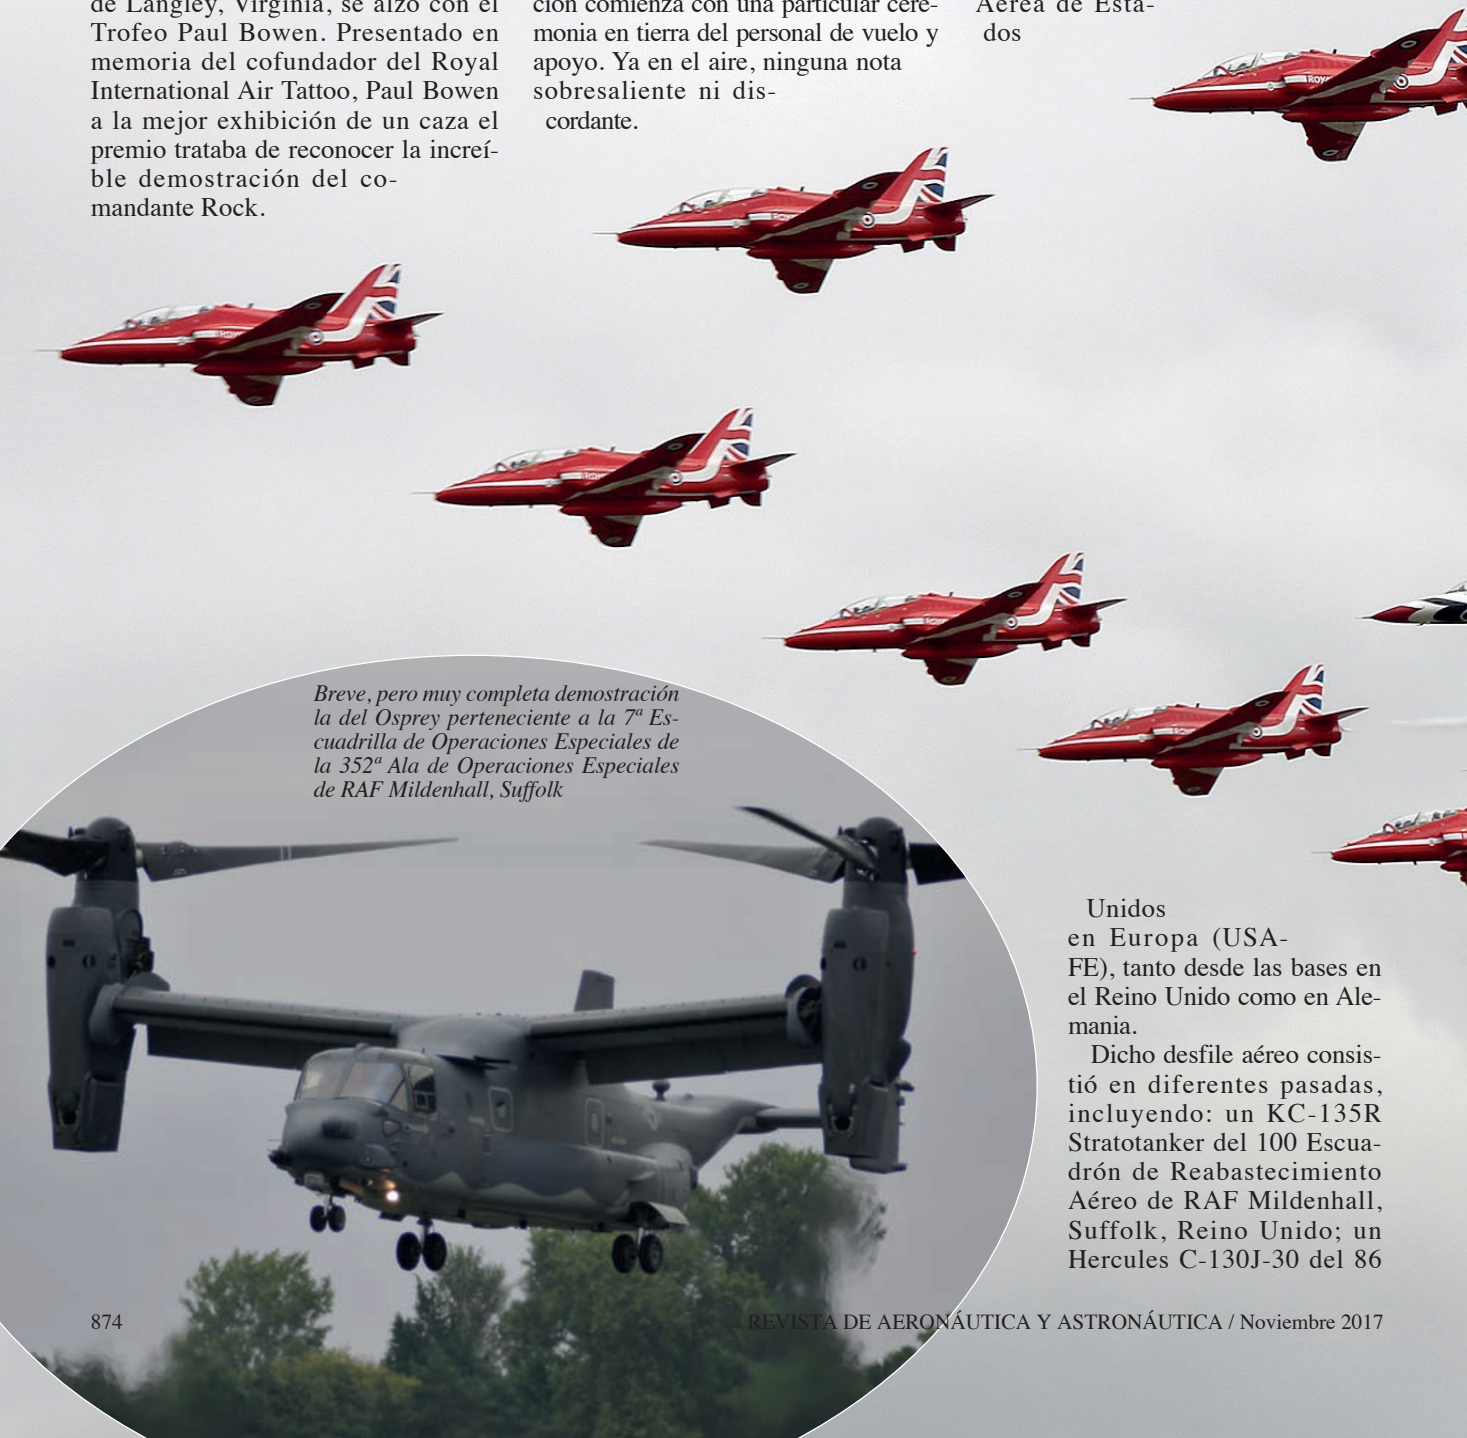 de Langley, Virginia, se alzó con el
Trofeo Paul Bowen. Presentado en
memoria del cofundador del Royal
International Air Tattoo, Paul Bowen
a la mejor exhibición de un caza el
premio trataba de reconocer la increí-
ble demostración del co-
mandante Rock.
ción comienza con una particular cere-
monia en tierra del personal de vuelo y
apoyo. Ya en el aire, ninguna nota
sobresaliente ni dis-
cordante.
Aérea de Esta-
dos
Unidos
en Europa (USA-
FE), tanto desde las bases en
el Reino Unido como en Ale-
mania.
Dicho desfile aéreo consis-
tió en diferentes pasadas,
incluyendo: un KC-135R
Stratotanker del 100 Escua-
drón de Reabastecimiento
Aéreo de RAF Mildenhall,
Suffolk, Reino Unido; un
Hercules C-130J-30 del 86
Breve, pero muy completa demostración
la del Osprey perteneciente a la 7ª Es-
cuadrilla de Operaciones Especiales de
la 352ª Ala de Operaciones Especiales
de RAF Mildenhall, Suffolk
874
REVISTA DE AERONÁUTICA Y ASTRONÁUTICA / Noviembre 2017